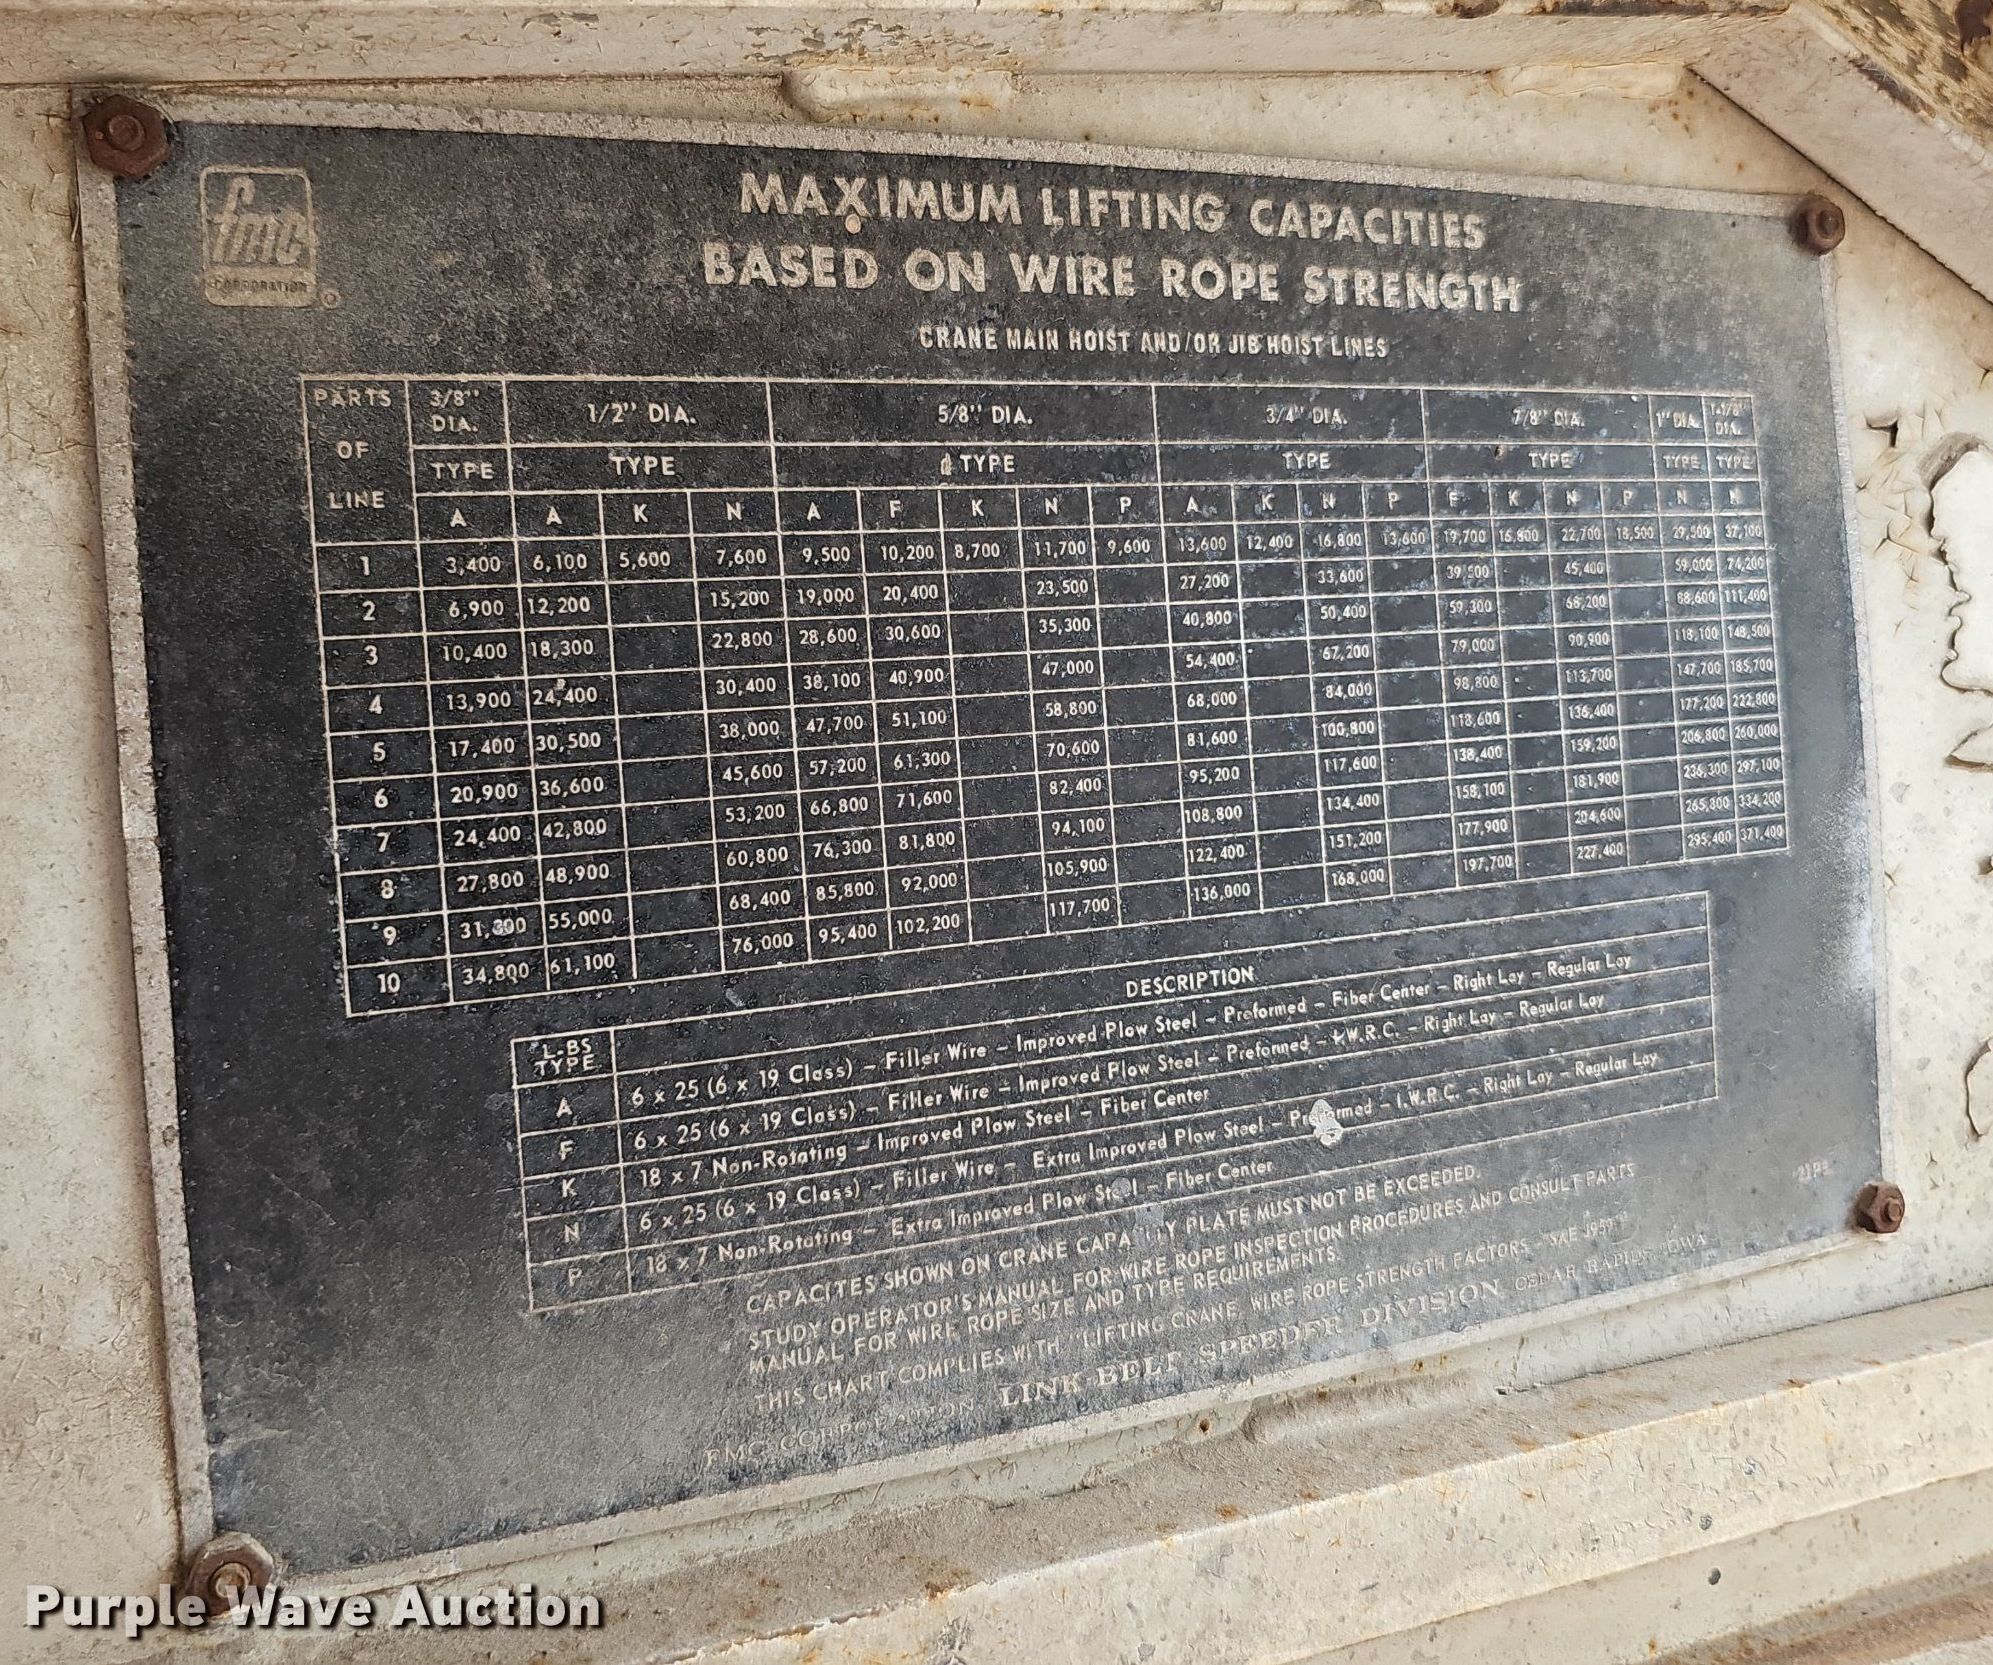 fmc
CORPORATION ®
MAXIMUM LIFTING CAPACITIES
BASED ON WIRE ROPE STRENGTH
CRANE MAIN HOIST AND/OR JIB HOIST LINES
PARTS OF LINE 3/8" DIA. 1/2" DIA. 5/8" DIA. 3/4" DIA. 7/8" DIA. 1" DIA. 1-1/8" DIA.
TYPE TYPE TYPE TYPE TYPE TYPE TYPE
A A K N A F K N P A K N P F K N P N N
1 3,400 6,100 5,600 7,600 9,500 10,200 8,700 11,700 9,600 13,600 12,400 16,800 13,600 19,700 16,800 22,700 18,500 29,500 37,100
2 6,900 12,200 15,200 19,000 20,400 23,500 27,200 33,600 39,500 45,400 59,000 74,200
3 10,400 18,300 22,800 28,600 30,600 35,300 40,800 50,400 59,300 68,200 88,600 111,400
4 13,900 24,400 30,400 38,100 40,900 47,000 54,400 67,200 79,000 90,900 118,100 148,500
5 17,400 30,500 38,000 47,700 51,100 58,800 68,000 84,000 98,800 113,700 147,700 185,700
6 20,900 36,600 45,600 57,200 61,300 70,600 81,600 100,800 118,600 136,400 177,200 222,800
7 24,400 42,800 53,200 66,800 71,600 82,400 95,200 117,600 138,400 159,200 206,800 260,000
8 27,800 48,900 60,800 76,300 81,800 94,100 108,800 134,400 158,100 181,900 236,300 297,100
9 31,300 55,000 68,400 85,800 92,000 105,900 122,400 151,200 177,900 204,600 265,800 334,200
10 34,800 61,100 76,000 95,400 102,200 117,700 136,000 168,000 197,700 227,400 295,400 371,400
L-BS TYPE DESCRIPTION
A 6 x 25 (6 x 19 Class) - Filler Wire - Improved Plow Steel - Preformed - Fiber Center - Right Lay - Regular Lay
F 6 x 25 (6 x 19 Class) - Filler Wire - Improved Plow Steel - Preformed - I.W.R.C. - Right Lay - Regular Lay
K 18 x 7 Non-Rotating - Improved Plow Steel - Fiber Center
N 6 x 25 (6 x 19 Class) - Filler Wire - Extra Improved Plow Steel - Preformed - I.W.R.C. - Right Lay - Regular Lay
P 18 x 7 Non-Rotating - Extra Improved Plow Steel - Fiber Center
CAPACITES SHOWN ON CRANE CAPACITY PLATE MUST NOT BE EXCEEDED.
STUDY OPERATOR'S MANUAL FOR WIRE ROPE INSPECTION PROCEDURES AND CONSULT PARTS
MANUAL FOR WIRE ROPE SIZE AND TYPE REQUIREMENTS.
THIS CHART COMPLIES WITH "LIFTING CRANE WIRE ROPE STRENGTH FACTORS - SAE J959"
FMC CORPORATION LINK-BELT SPEEDER DIVISION CEDAR RAPIDS, IOWA
Purple Wave Auction